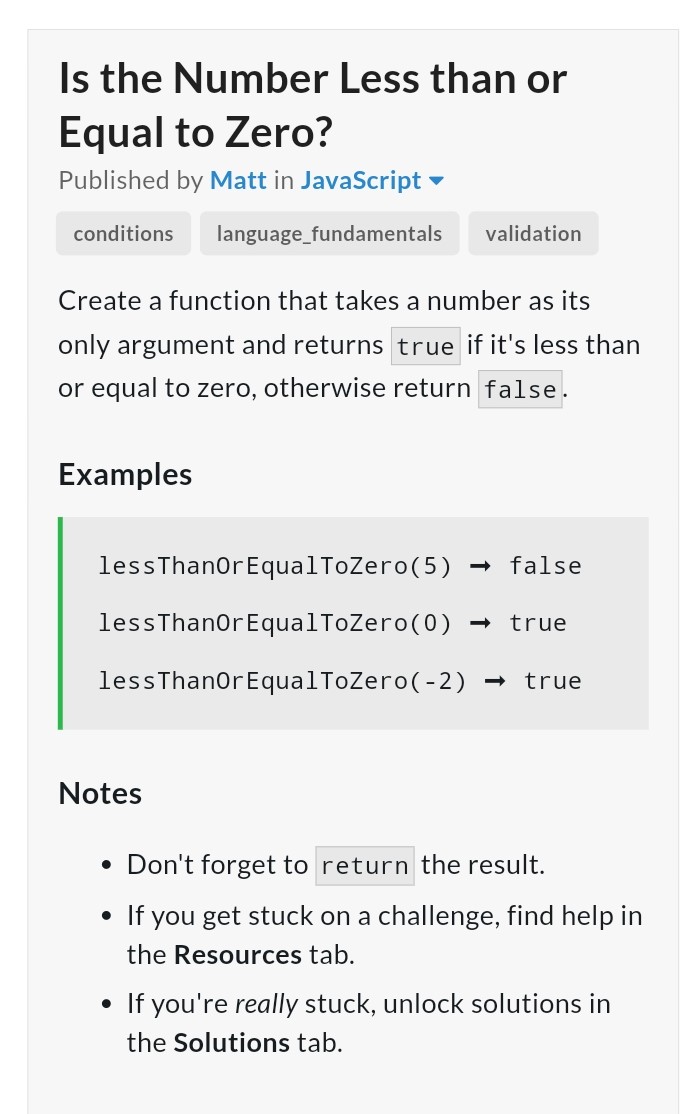 Is the Number Less than or
Equal to Zero?
Published by Matt in JavaScript
conditions language_fundamentals validation
Create a function that takes a number as its
only argument and returns true if it's less than
or equal to zero, otherwise return false.
Examples
lessThanOrEqualToZero(5) ➞ false
lessThanOrEqualToZero(0) ➞ true
lessThanOrEqualToZero(-2) ➞ true
Notes
• Don't forget to return the result.
• If you get stuck on a challenge, find help in
the Resources tab.
• If you're really stuck, unlock solutions in
the Solutions tab.